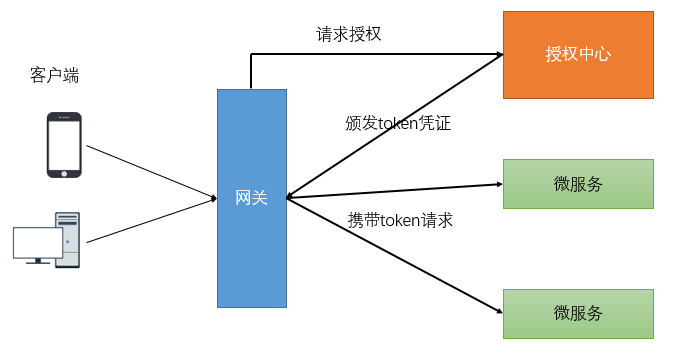 请求授权
授权中心
客户端
颁发token凭证
微服务
网关
携带token请求
微服务